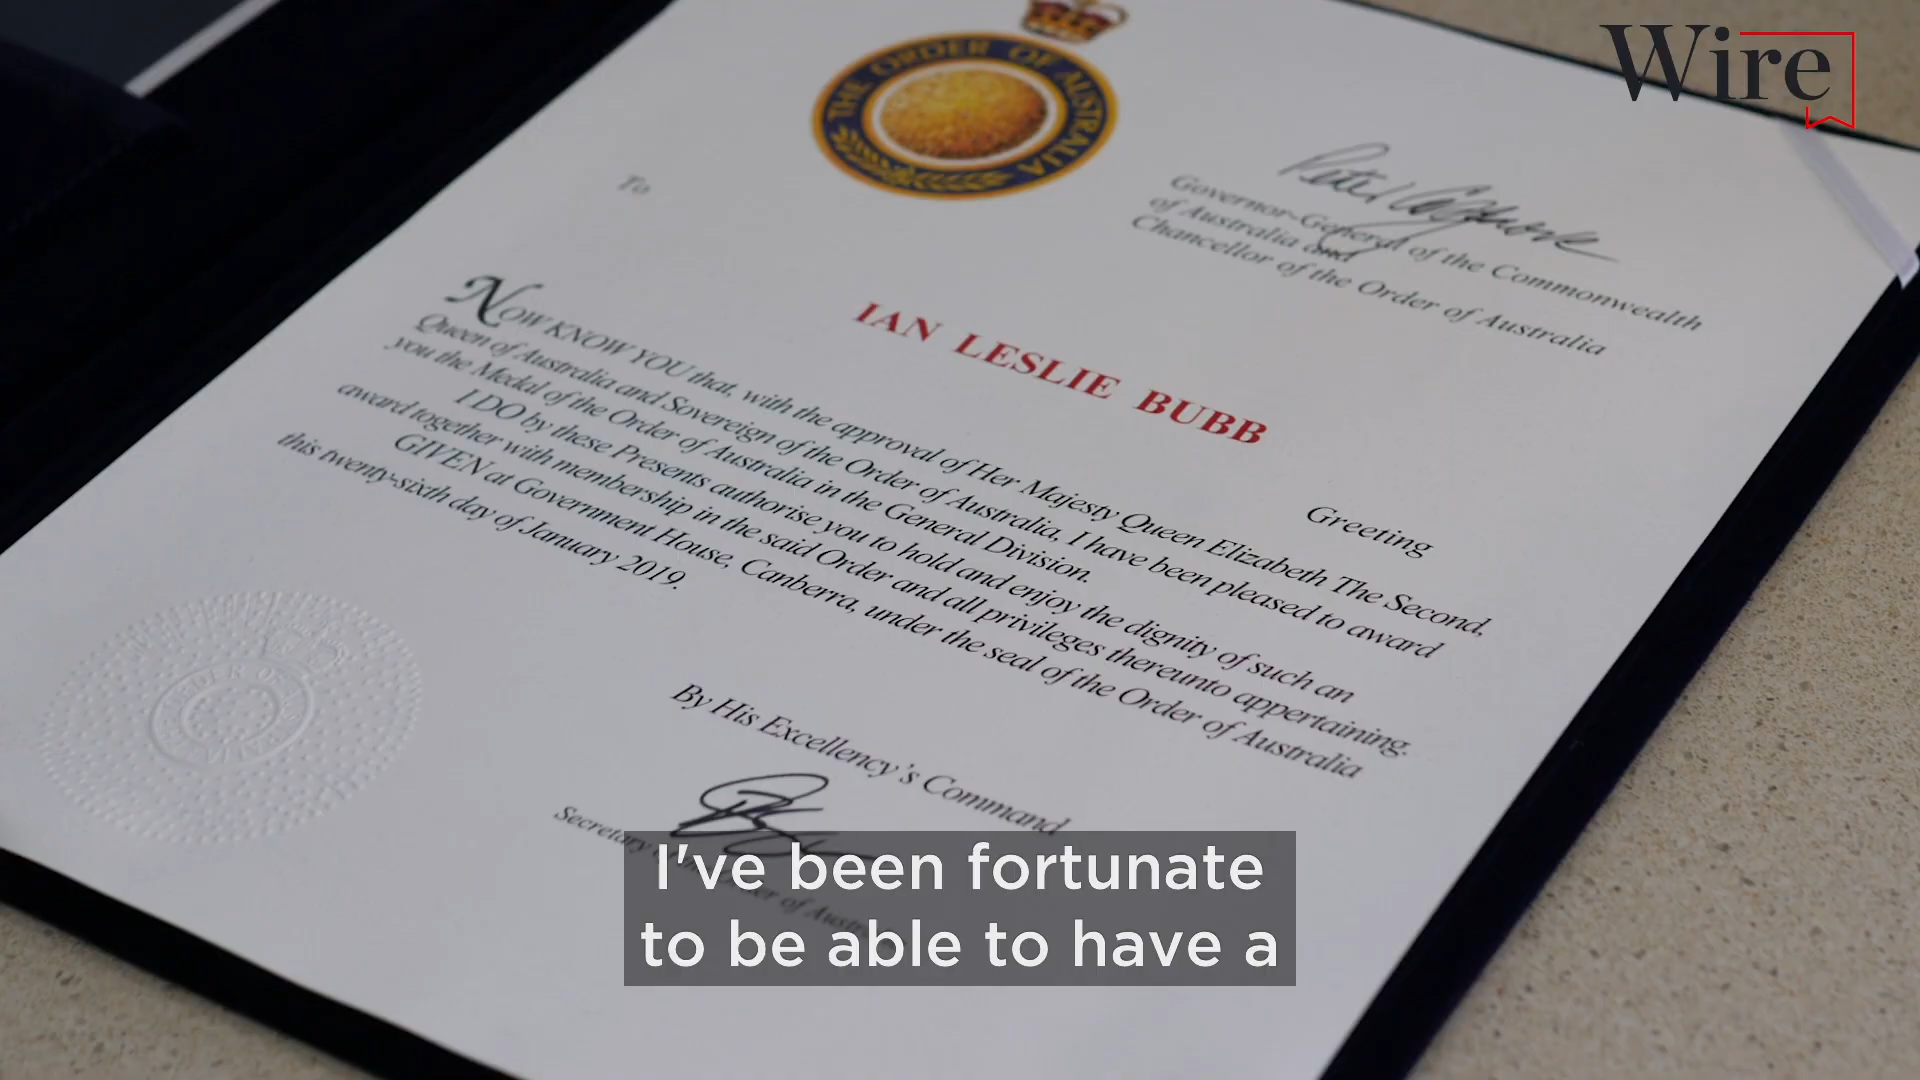 Wire
THE ORDER OF AUSTRALIA
Governor-General of the Commonwealth
of Australia and
Chancellor of the Order of Australia
To
IAN LESLIE BUBB
Greeting
NOW KNOW YOU that, with the approval of Her Majesty Queen Elizabeth The Second,
Queen of Australia and Sovereign of the Order of Australia, I have been pleased to award
you the Medal of the Order of Australia in the General Division.
I DO by these Presents authorise you to hold and enjoy the dignity of such an
award together with membership in the said Order and all privileges thereunto appertaining.
GIVEN at Government House, Canberra, under the seal of the Order of Australia
this twenty-sixth day of January 2019.
By His Excellency's Command
Secretary of the Order of Australia
I've been fortunate
to be able to have a